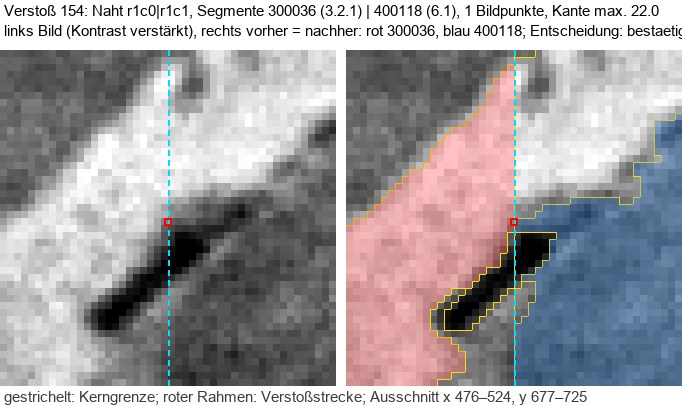 Verstoß 154: Naht r1c0|r1c1, Segmente 300036 (3.2.1) | 400118 (6.1), 1 Bildpunkte, Kante max. 22.0
links Bild (Kontrast verstärkt), rechts vorher = nachher: rot 300036, blau 400118; Entscheidung: bestaetig
gestrichelt: Kerngrenze; roter Rahmen: Verstoßstrecke; Ausschnitt x 476–524, y 677–725